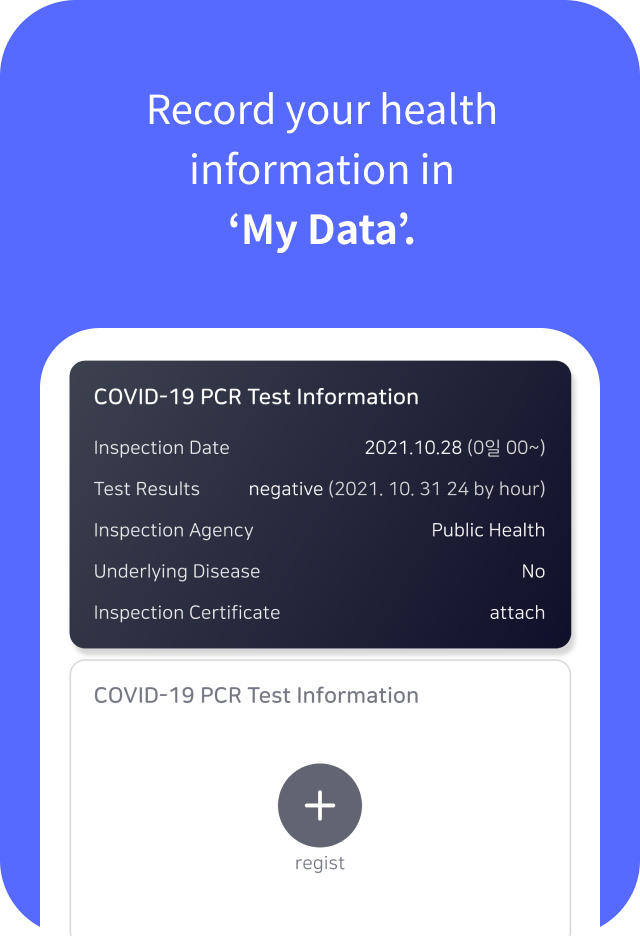 Record your health
information in
‘My Data’.
COVID-19 PCR Test Information
Inspection Date 2021.10.28 (0일 00~)
Test Results negative (2021. 10. 31 24 by hour)
Inspection Agency Public Health
Underlying Disease No
Inspection Certificate attach
COVID-19 PCR Test Information
regist